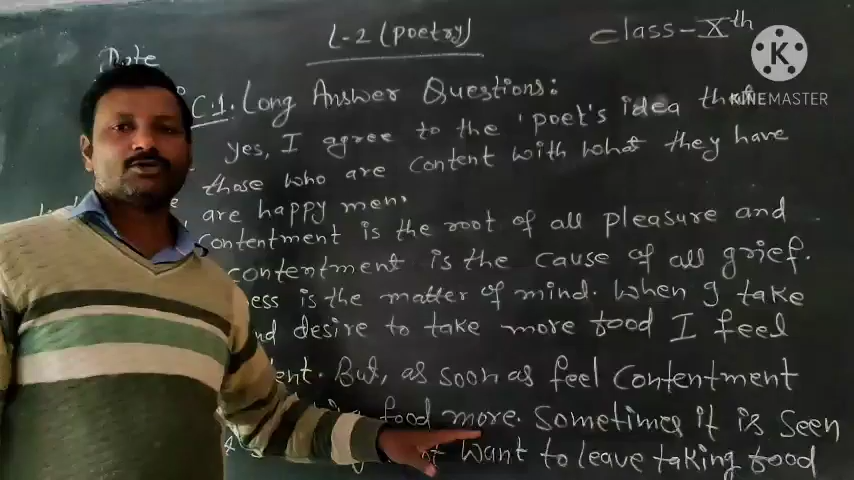 L-2 (Poetry) Class-Xth
Date
C.1. Long Answer Questions:
yes, I agree to the 'poet's idea that
those who are content with what they have
are happy men.
Contentment is the root of all pleasure and
contentment is the cause of all grief.
ess is the matter of mind. When I take
nd desire to take more food I feel
ent. But, as soon as feel Contentment
food more. Sometimes it is seen
t want to leave taking food
K
KINEMASTER